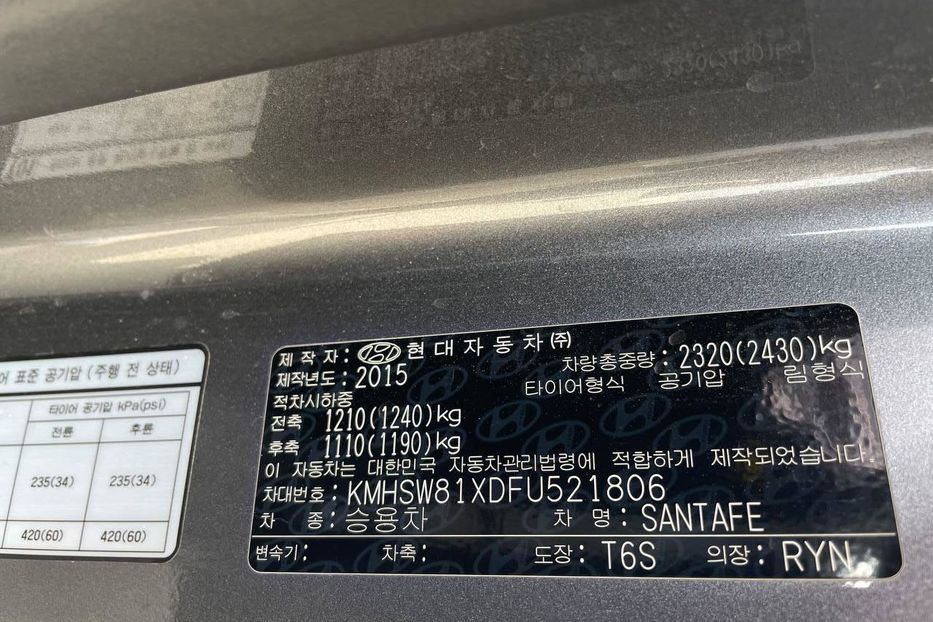 어 표준 공기압 (주행 전 상태)
타이어 공기압 kPa(psi)
전륜 후륜
235(34) 235(34)
420(60) 420(60)
제 작 자 : 현대자동차㈜
제작년도 : 2015 차량총중량 : 2320(2430)kg
적차시하중 타이어형식 공기압 림형식
전축 1210(1240)kg
후축 : 1110(1190)kg
이 자동차는 대한민국 자동차관리법령에 적합하게 제작되었습니다.
차대번호 : KMHSW81XDFU521806
차 종 : 승용차 차 명 : SANTAFE
변속기 : 차축 : 도장 : T6S 의장 : RYN